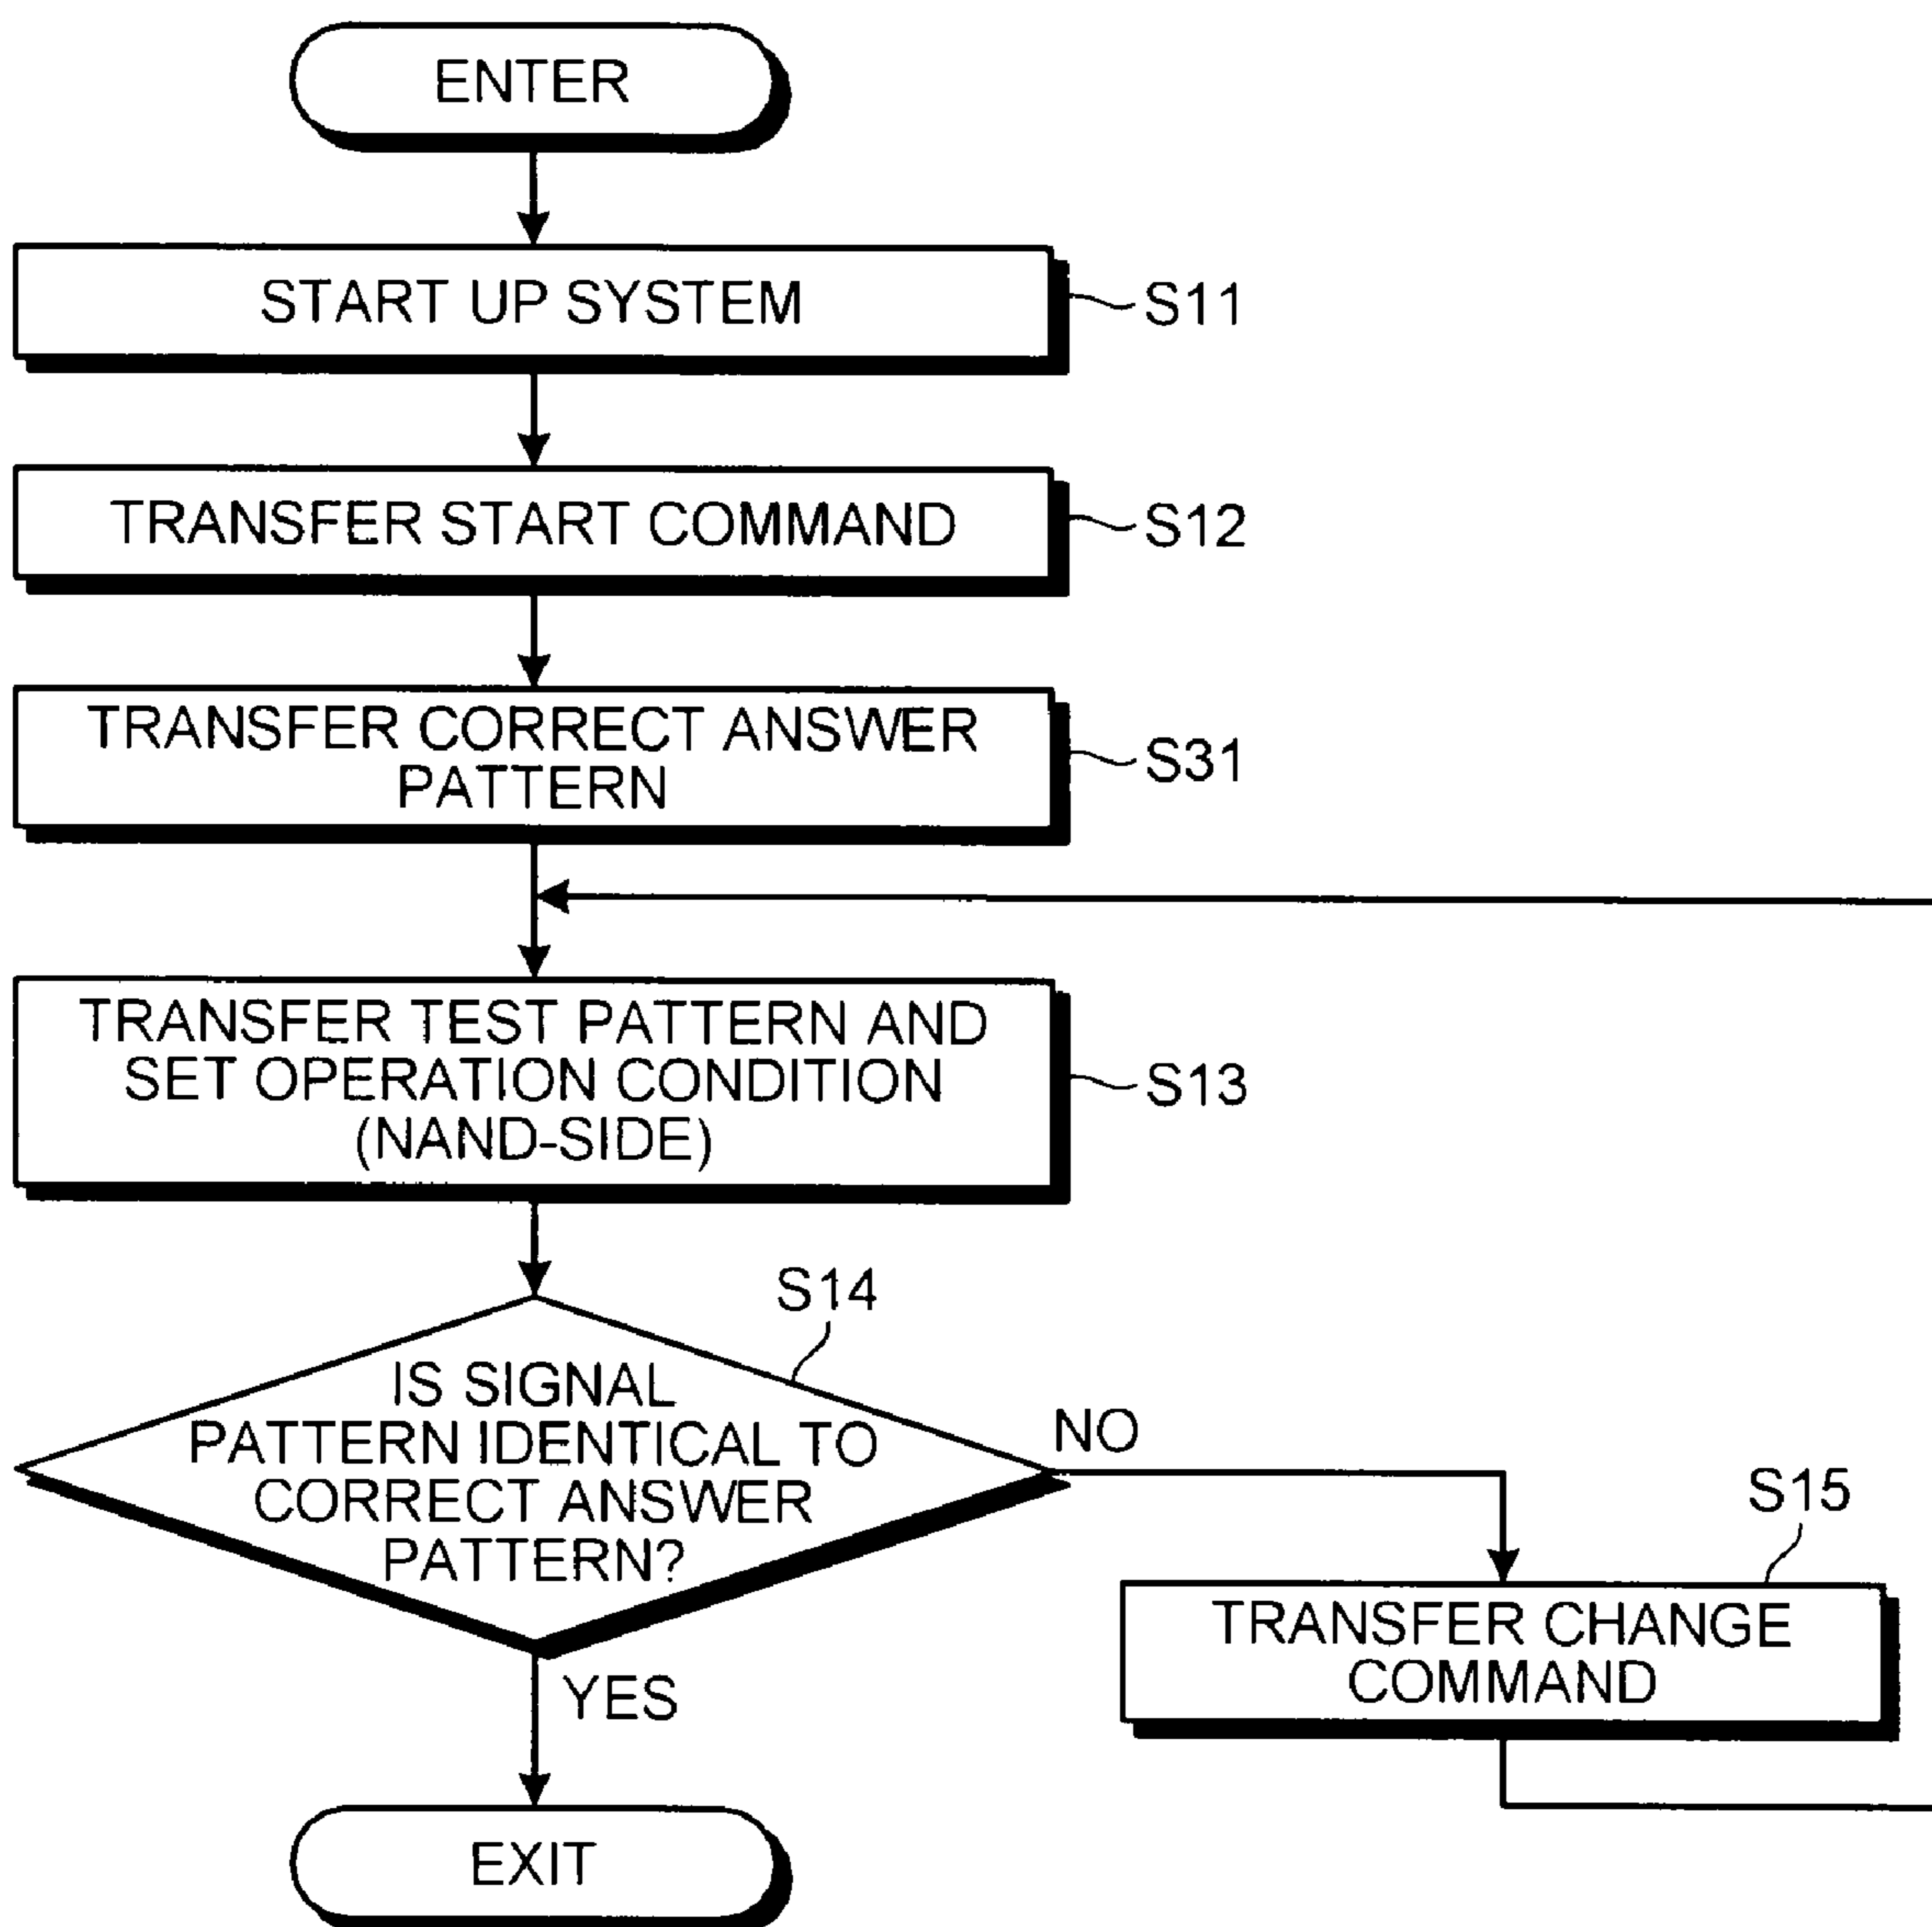 ENTER
START UP SYSTEM
S11
TRANSFER START COMMAND
S12
TRANSFER CORRECT ANSWER
PATTERN
S31
TRANSFER TEST PATTERN AND
SET OPERATION CONDITION
(NAND-SIDE)
S13
S14
IS SIGNAL
PATTERN IDENTICAL TO
CORRECT ANSWER
PATTERN?
NO
S15
TRANSFER CHANGE
COMMAND
YES
EXIT